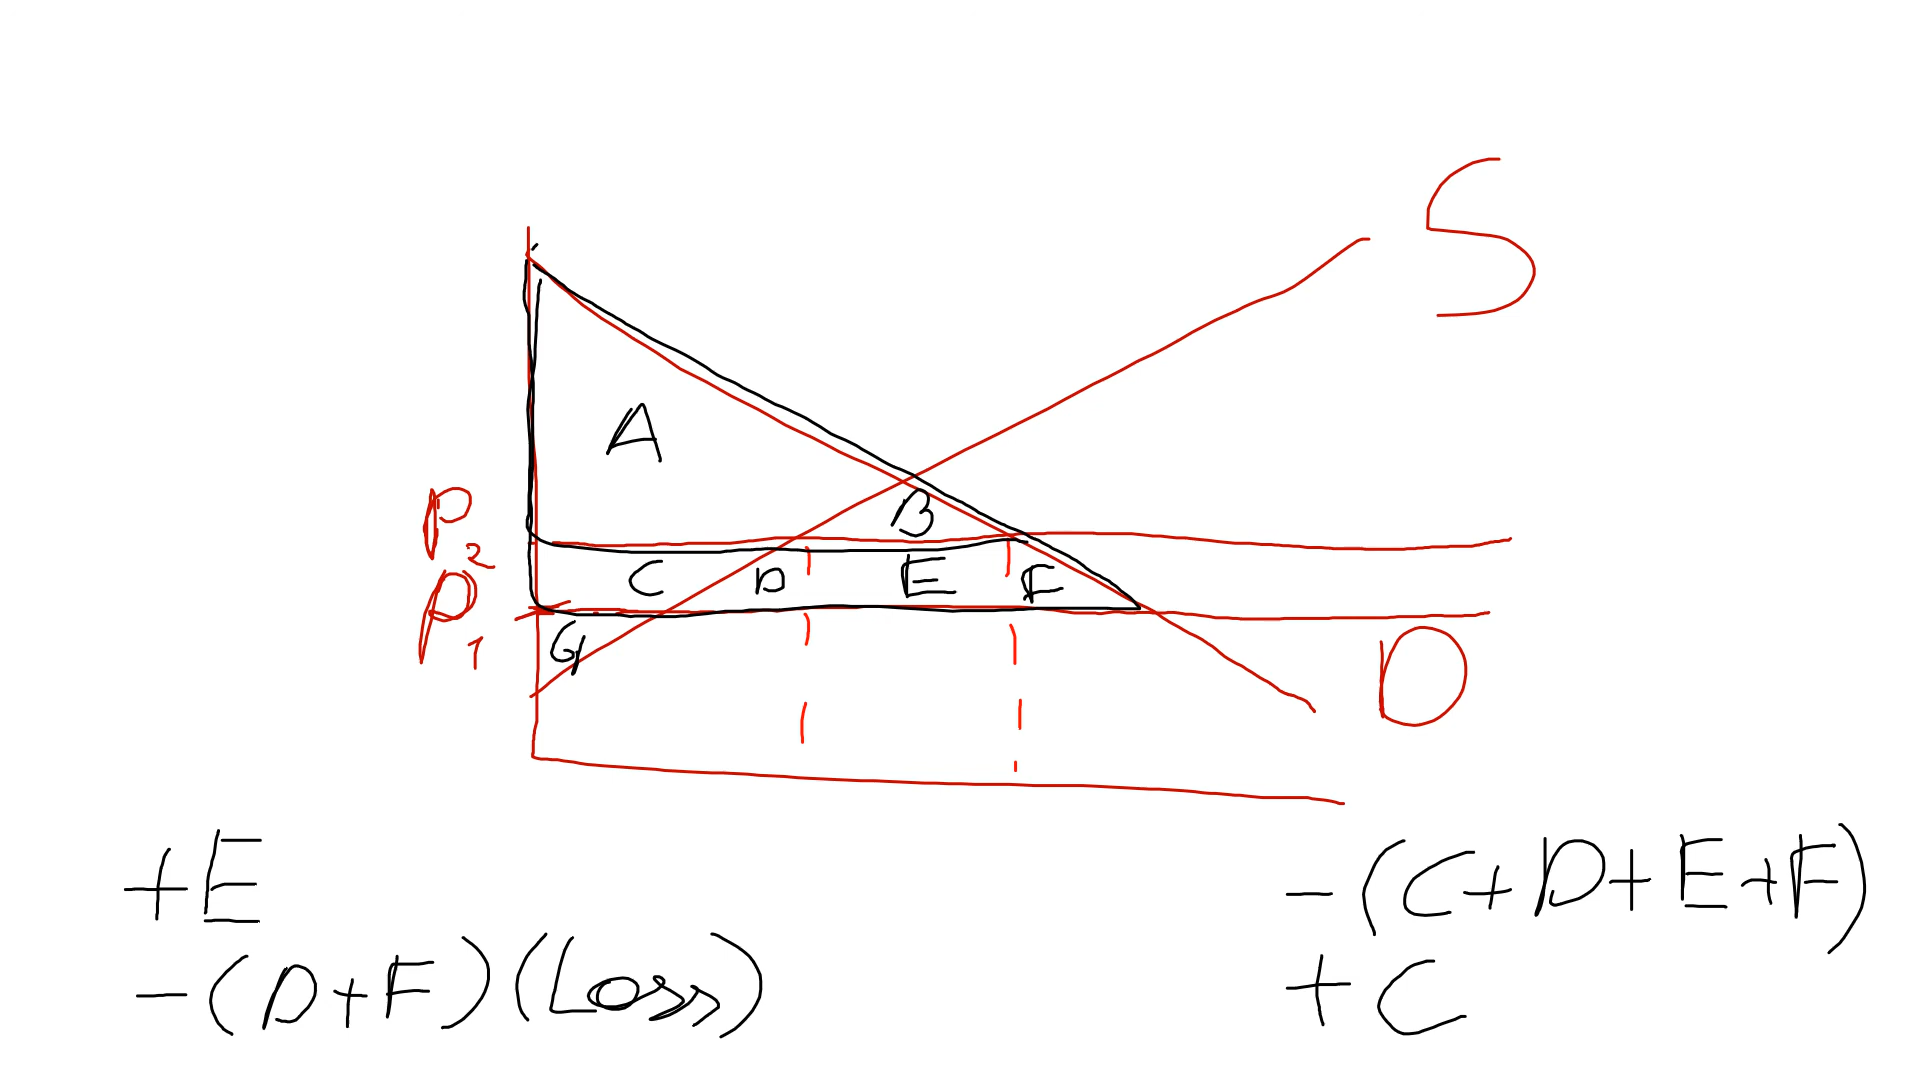 S
A
P2
B
C D E F
P1
G
D
+E
-(D+F)(Loss)
-(C+D+E+F)
+C